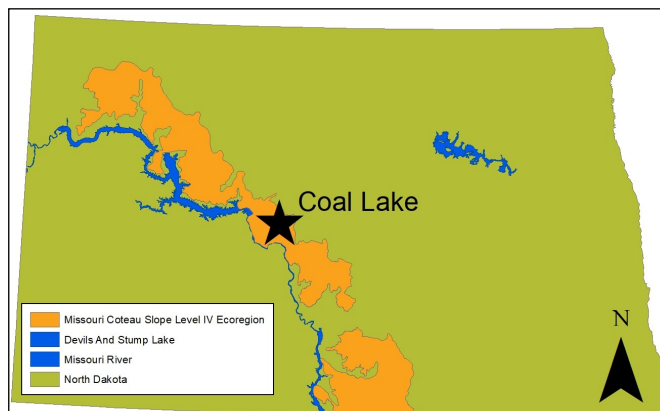 Coal Lake
Missouri Coteau Slope Level IV Ecoregion
Devils And Stump Lake
Missouri River
North Dakota
N